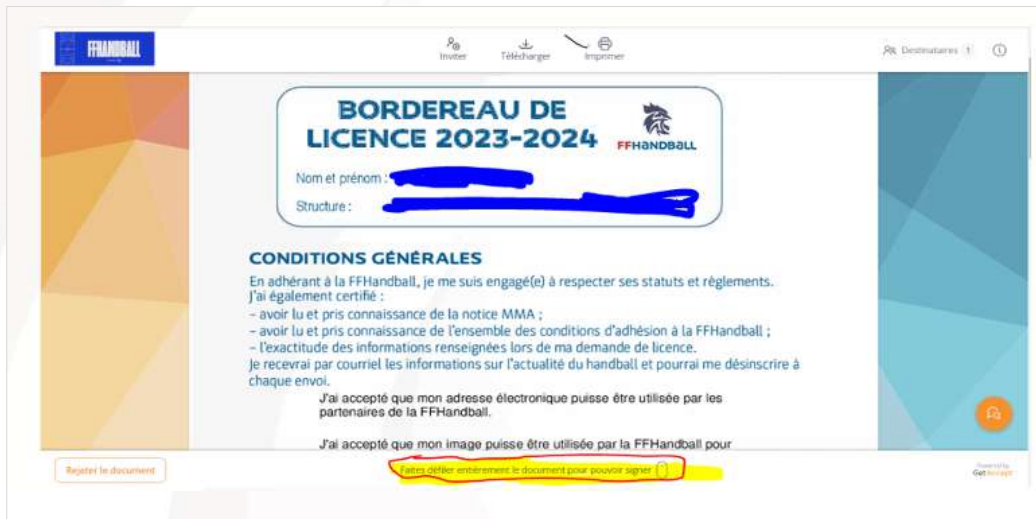 FFHANDBALL
Inviter Télécharger Imprimer
Destinataires 1
BORDEREAU DE
LICENCE 2023-2024
FFHANDBALL
Nom et prénom :
Structure :
CONDITIONS GÉNÉRALES
En adhérant à la FFHandball, je me suis engagé(e) à respecter ses statuts et règlements.
J'ai également certifié :
– avoir lu et pris connaissance de la notice MMA ;
– avoir lu et pris connaissance de l'ensemble des conditions d'adhésion à la FFHandball ;
– l'exactitude des informations renseignées lors de ma demande de licence.
Je recevrai par courriel les informations sur l'actualité du handball et pourrai me désinscrire à
chaque envoi.
J'ai accepté que mon adresse électronique puisse être utilisée par les
partenaires de la FFHandball.
J'ai accepté que mon image puisse être utilisée par la FFHandball pour
Rejeter le document
Faites défiler entièrement le document pour pouvoir signer
Powered by
GetAccept